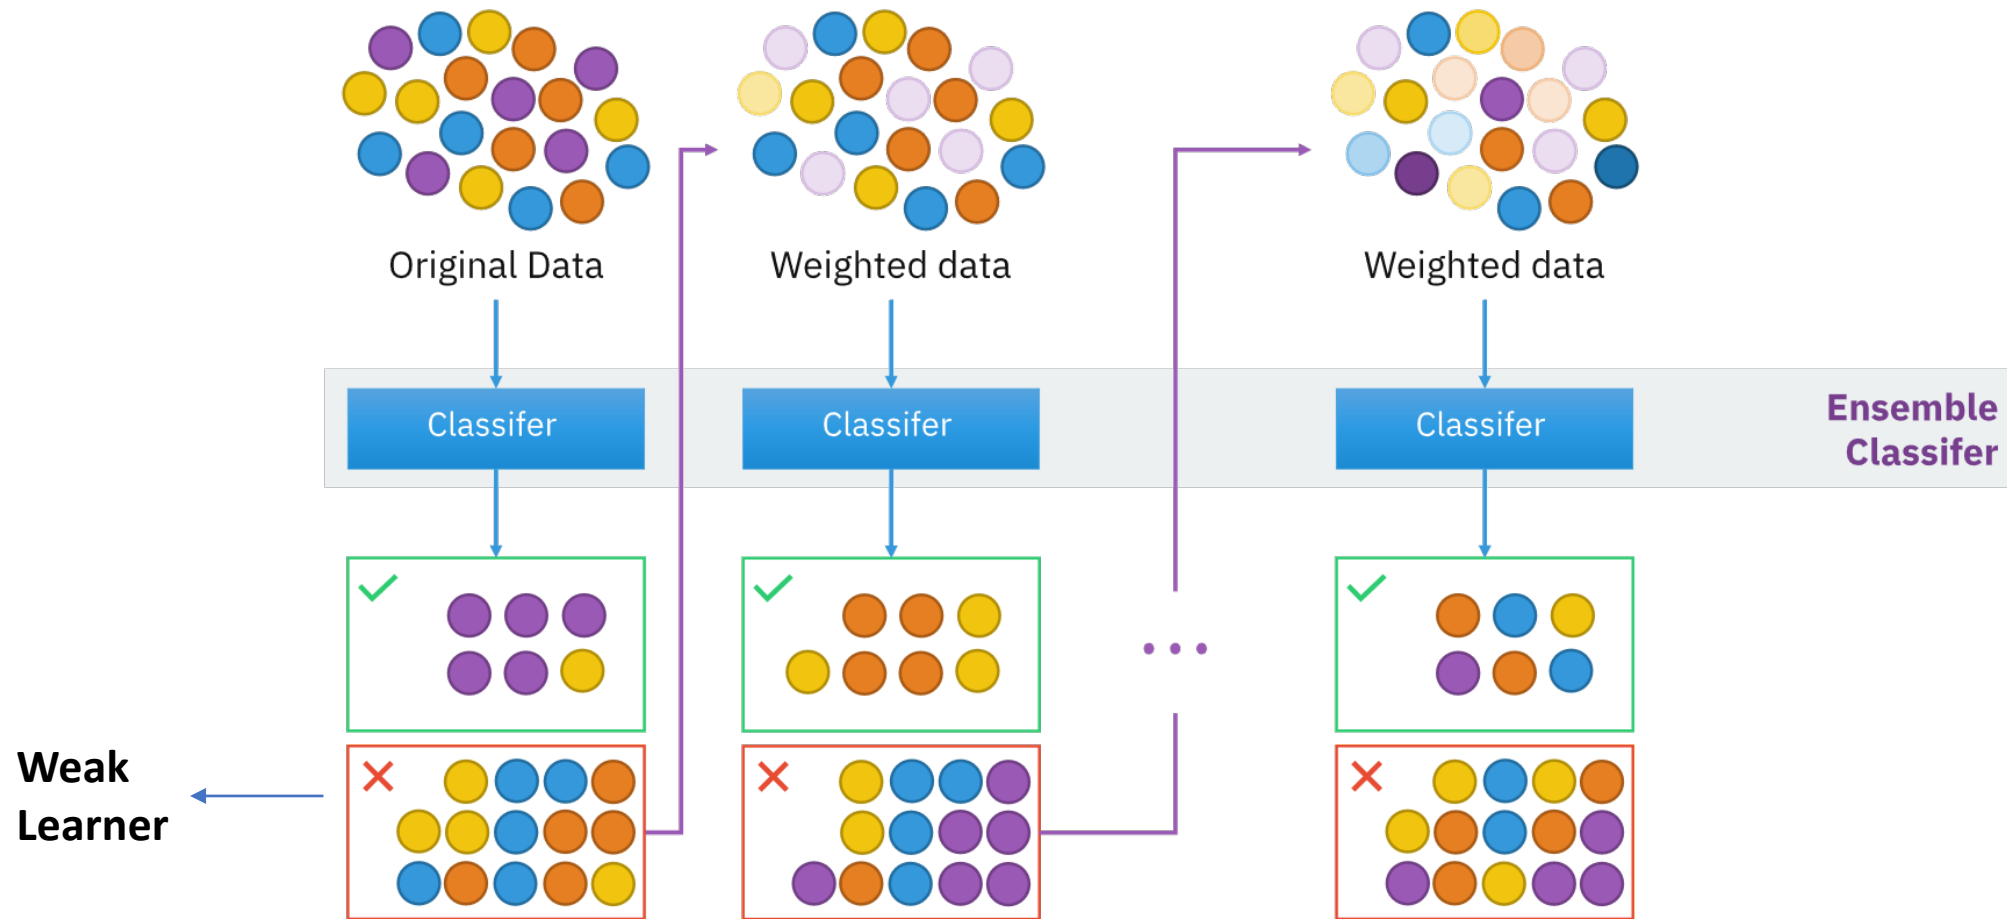 Original Data
Weighted data
Weighted data
Classifer
Classifer
Classifer
Ensemble
Classifer
Weak
Learner